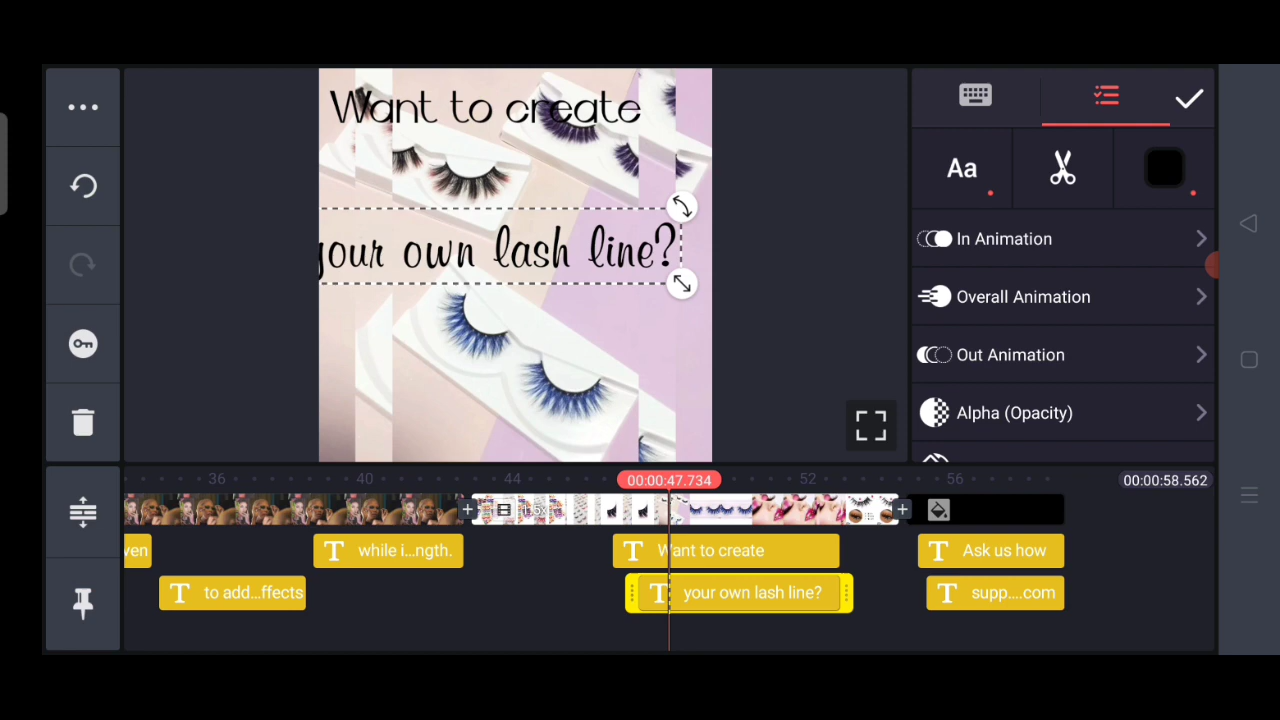 Want to create
your own lash line?
Aa
In Animation
Overall Animation
Out Animation
Alpha (Opacity)
36
40
44
00:00:47.734
52
56
00:00:58.562
1.5x
ven
T while i...ngth.
T Want to create
T Ask us how
T to add...ffects
T your own lash line?
T supp....com